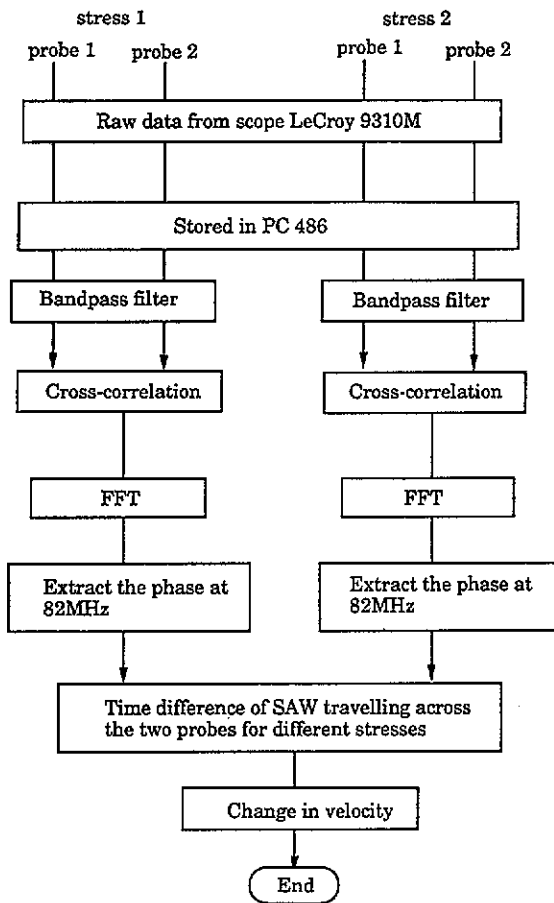 stress 1 stress 2
probe 1 probe 2 probe 1 probe 2
Raw data from scope LeCroy 9310M
Stored in PC 486
Bandpass filter Bandpass filter
Cross-correlation Cross-correlation
FFT FFT
Extract the phase at Extract the phase at
82MHz 82MHz
Time difference of SAW travelling across
the two probes for different stresses
Change in velocity
End